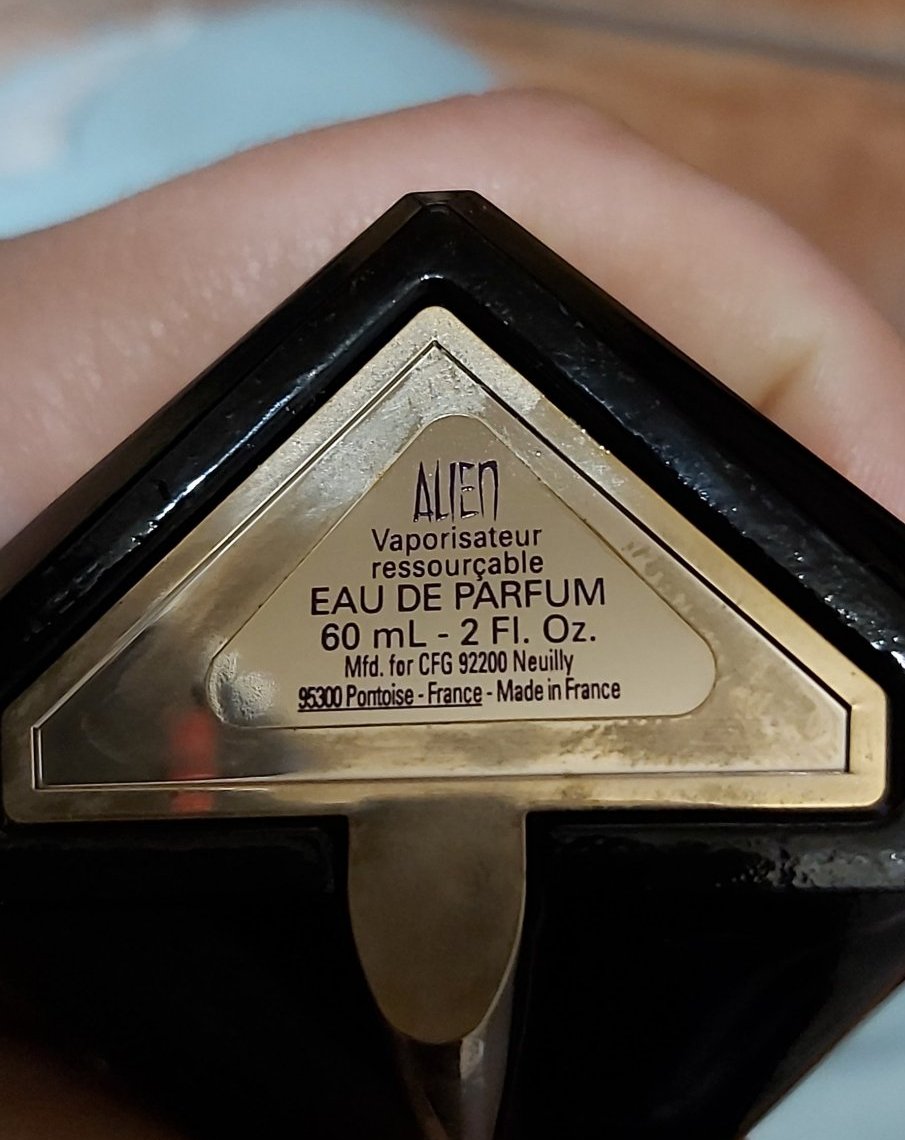 ALIEN
Vaporisateur
ressourçable
EAU DE PARFUM
60 mL - 2 Fl. Oz.
Mfd. for CFG 92200 Neuilly
95300 Pontoise - France - Made in France